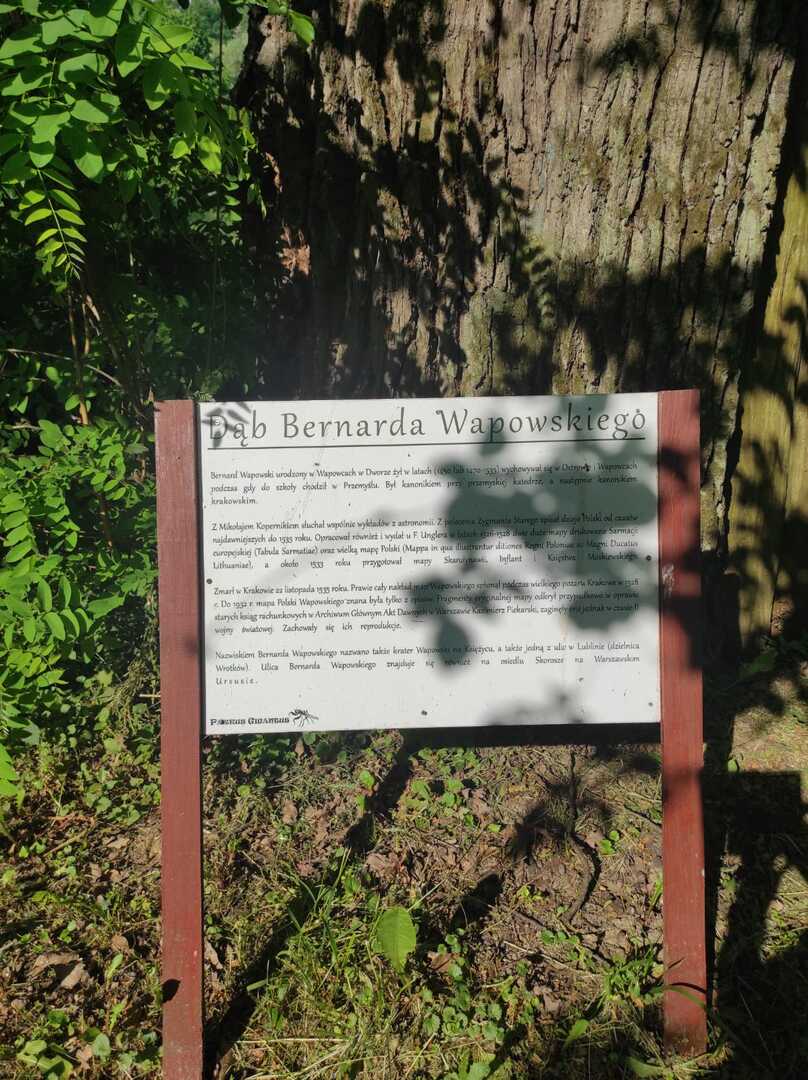 Dąb Bernarda Wapowskiego
Bernard Wapowski urodzony w Wapowcach w Dworze żył w latach (1450 lub 1470-1535) wychowywał się w Ostrowie i Wapowcach
podczas gdy do szkoły chodził w Przemyślu. Był kanonikiem przy przemyskiej katedrze, a następnie kanonikiem
krakowskim.
Z Mikołajem Kopernikiem słuchał wspólnie wykładów z astronomii. Z polecenia Zygmunta Starego spisał dzieje Polski od czasów
najdawniejszych do 1535 roku. Opracował również i wydał u F. Unglera w latach 1526-1528 dwie duże mapy drukowane Sarmacji
europejskiej (Tabula Sarmatiae) oraz wielką mapę Polski (Mappa in qua illustrantur ditiones Regni Poloniae ac Magni Ducatus
Lithuaniae), a około 1533 roku przygotował mapy Skandynawii, Inflant i Księstwa Moskiewskiego.
Zmarł w Krakowie 22 listopada 1535 roku. Prawie cały nakład map Wapowskiego spłonął podczas wielkiego pożaru Krakowa w 1528
r. Do 1932 r. mapa Polski Wapowskiego znana była tylko z opisów. Fragmenty oryginalnej mapy odkrył przypadkowo w oprawie
starych ksiąg rachunkowych w Archiwum Głównym Akt Dawnych w Warszawie Kazimierz Piekarski, zaginęły one jednak w czasie II
wojny światowej. Zachowały się ich reprodukcje.
Nazwiskiem Bernarda Wapowskiego nazwano także krater Wapowski na Księżycu, a także jedną z ulic w Lublinie (dzielnica
Wrotków). Ulica Bernarda Wapowskiego znajduje się również na osiedlu Skorosze na Warszawskim
Ursusie.
Pagrus Gigantus